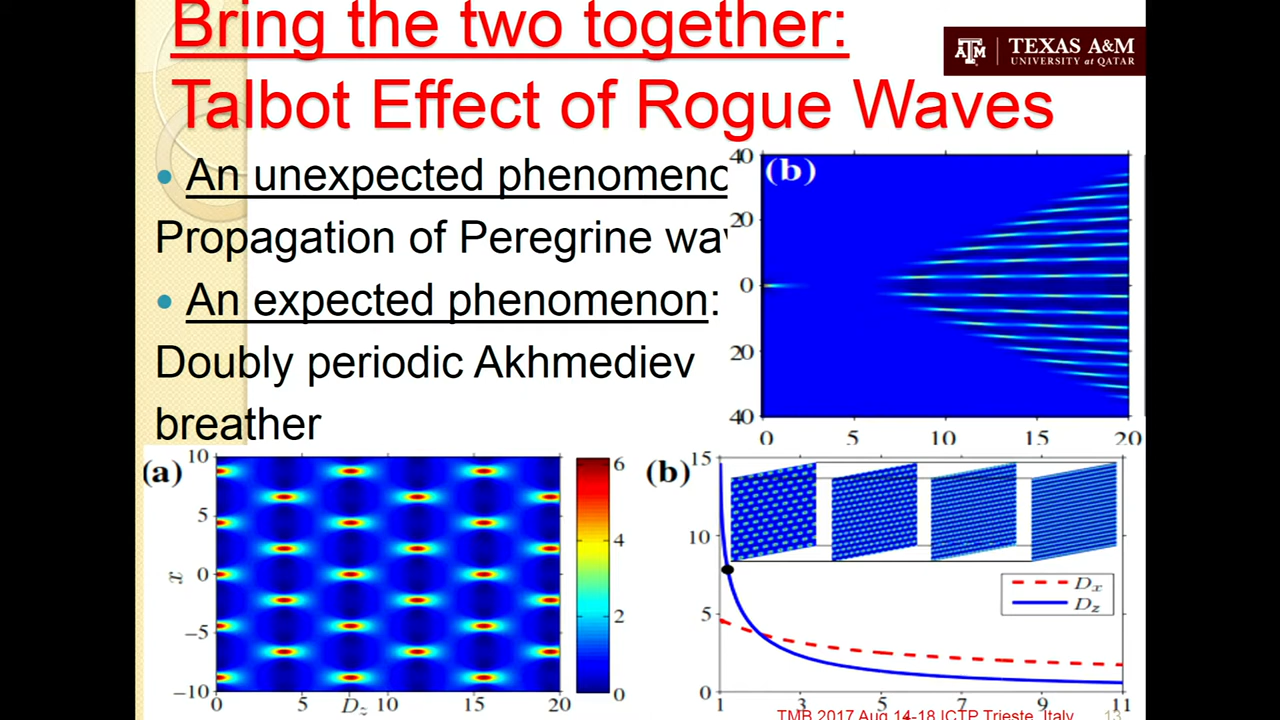 Bring the two together:
TEXAS A&M
UNIVERSITY at QATAR
Talbot Effect of Rogue Waves
• An unexpected phenomeno
Propagation of Peregrine wav
• An expected phenomenon:
Doubly periodic Akhmediev
breather
(b)
40
20
0
20
40
0 5 10 15 20
(a)
10
5
0
−5
−10
x
0 5 10 15 20
Dz
6
4
2
0
(b)
15
10
5
0
Dx
Dz
1 3 5 7 9 11
TMB 2017 Aug 14-18 ICTP Trieste, Italy 13